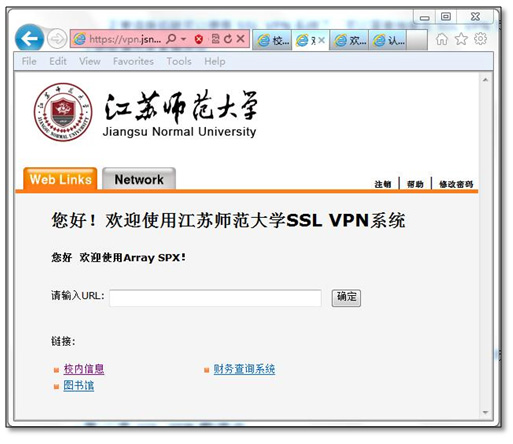 https://vpn.jsn
校...
欢...
认...
File Edit View Favorites Tools Help
江苏师范大学
Jiangsu Normal University
Web Links Network 注销 帮助 修改密码
您好！欢迎使用江苏师范大学SSL VPN系统
您好 欢迎使用Array SPX!
请输入URL: 确定
链接:
校内信息 财务查询系统
图书馆